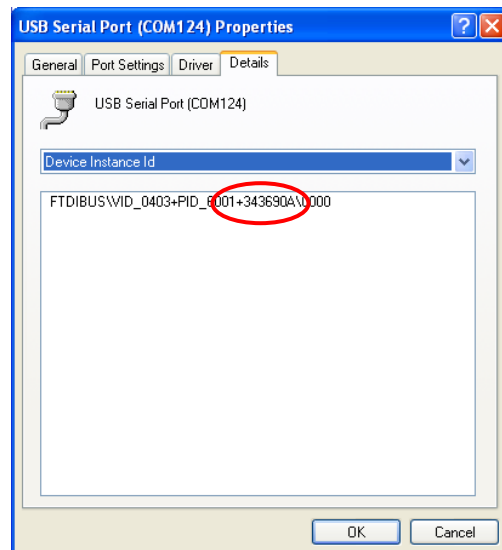 USB Serial Port (COM124) Properties
General Port Settings Driver Details
USB Serial Port (COM124)
Device Instance Id
FTDIBUS\VID_0403+PID_6001+343690A\0000
OK Cancel